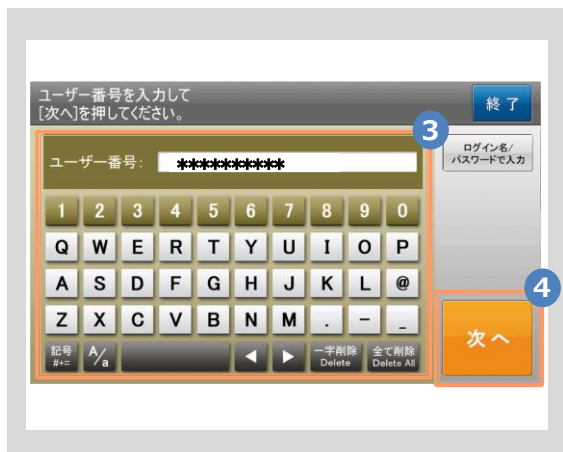 ユーザー番号を入力して
[次へ]を押してください。
終了
3
ログイン名/
パスワードで入力
ユーザー番号: **********
1 2 3 4 5 6 7 8 9 0
Q W E R T Y U I O P
A S D F G H J K L @
Z X C V B N M . - _
4
次へ
記号
#+=
A/a
◀ ▶
一字削除
Delete
全て削除
Delete All